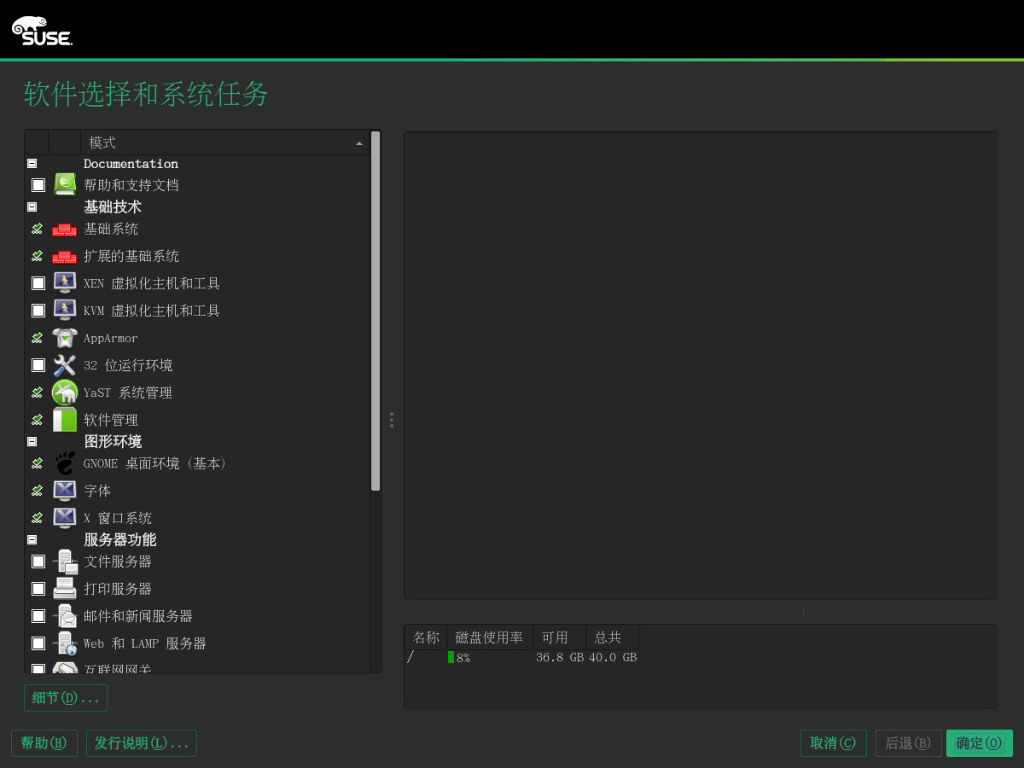 SUSE
软件选择和系统任务
模式
Documentation
帮助和支持文档
基础技术
基础系统
扩展的基础系统
XEN 虚拟化主机和工具
KVM 虚拟化主机和工具
AppArmor
32 位运行环境
YaST 系统管理
软件管理
图形环境
GNOME 桌面环境（基本）
字体
X 窗口系统
服务器功能
文件服务器
打印服务器
邮件和新闻服务器
Web 和 LAMP 服务器
互联网网关
名称 磁盘使用率 可用 总共
/ 8% 36.8 GB 40.0 GB
细节(D)...
帮助(H) 发行说明(L)... 取消(C) 后退(B) 确定(O)